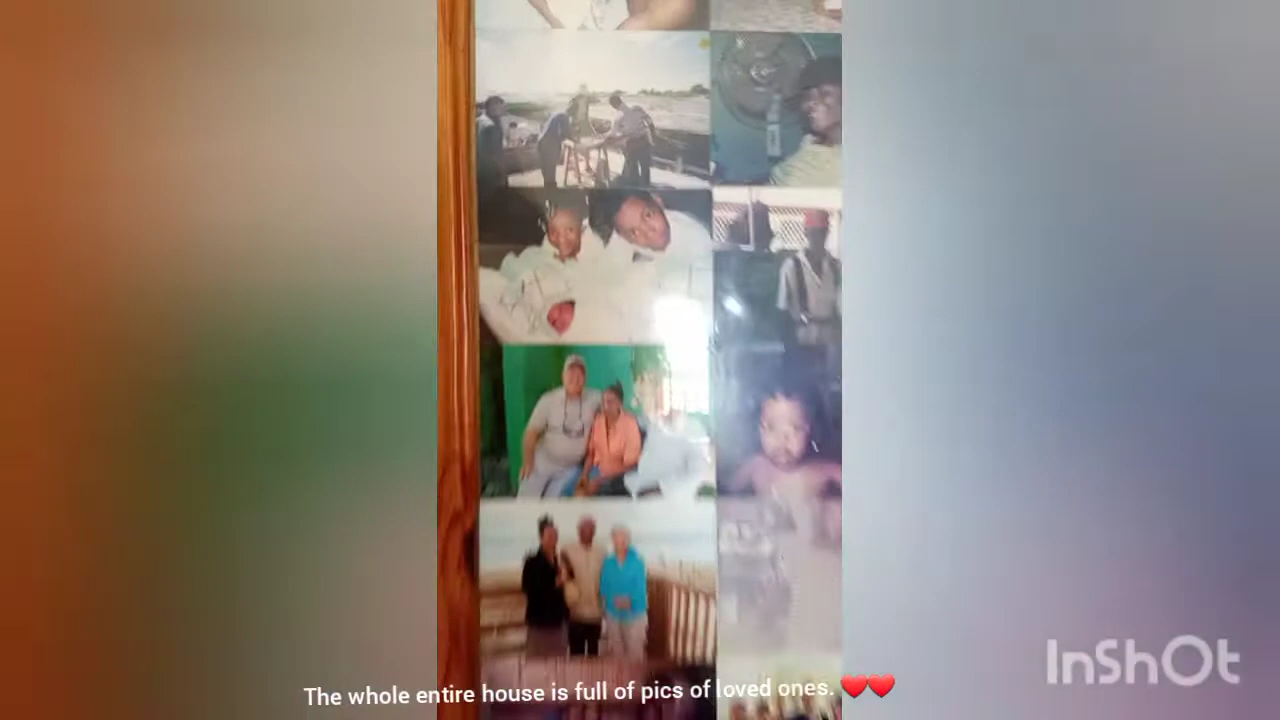 The whole entire house is full of pics of loved ones. ❤️❤️
InShOt